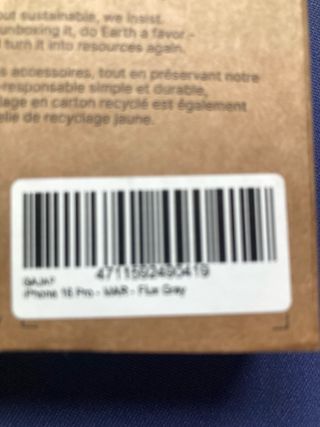 out sustainable, we insist.
unboxing it, do Earth a favor -
turn it into resources again.
s accessoires, tout en préservant notre
-responsable simple et durable,
lage en carton recyclé est également
elle de recyclage jaune.
4711592490419
iPhone 16 Pro - MAR - Flux Gray